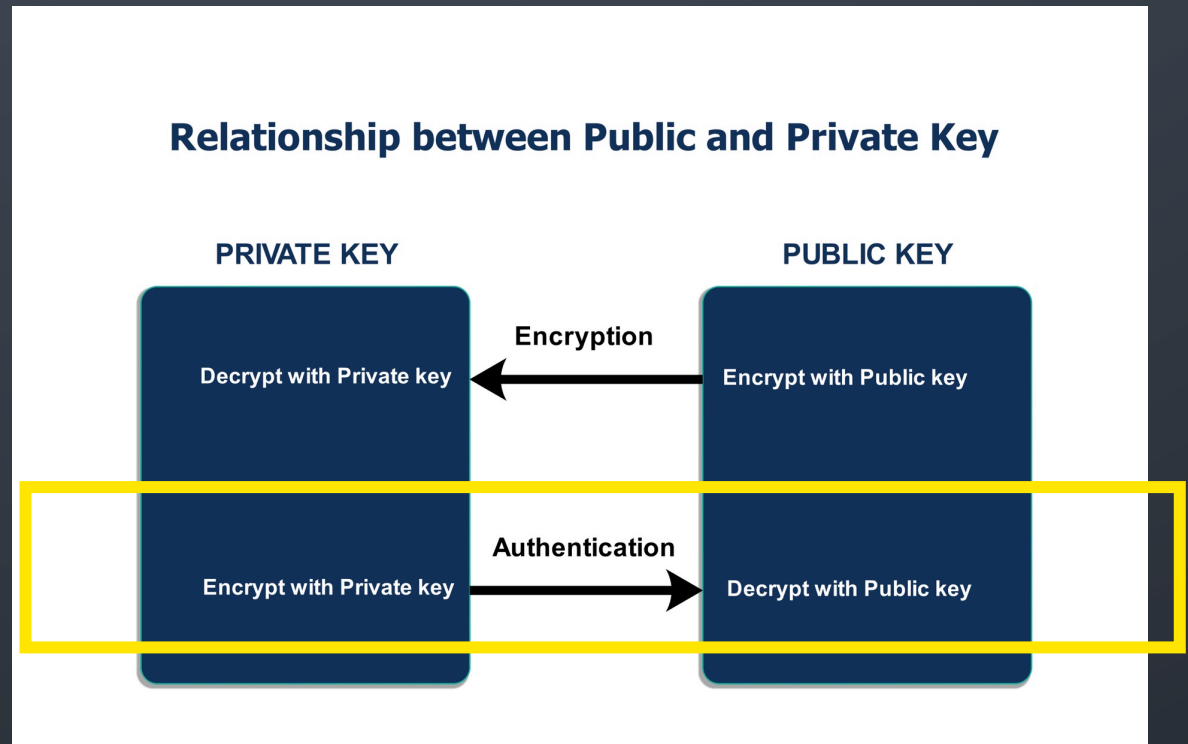 Relationship between Public and Private Key
PRIVATE KEY
PUBLIC KEY
Encryption
Decrypt with Private key
Encrypt with Public key
Authentication
Encrypt with Private key
Decrypt with Public key